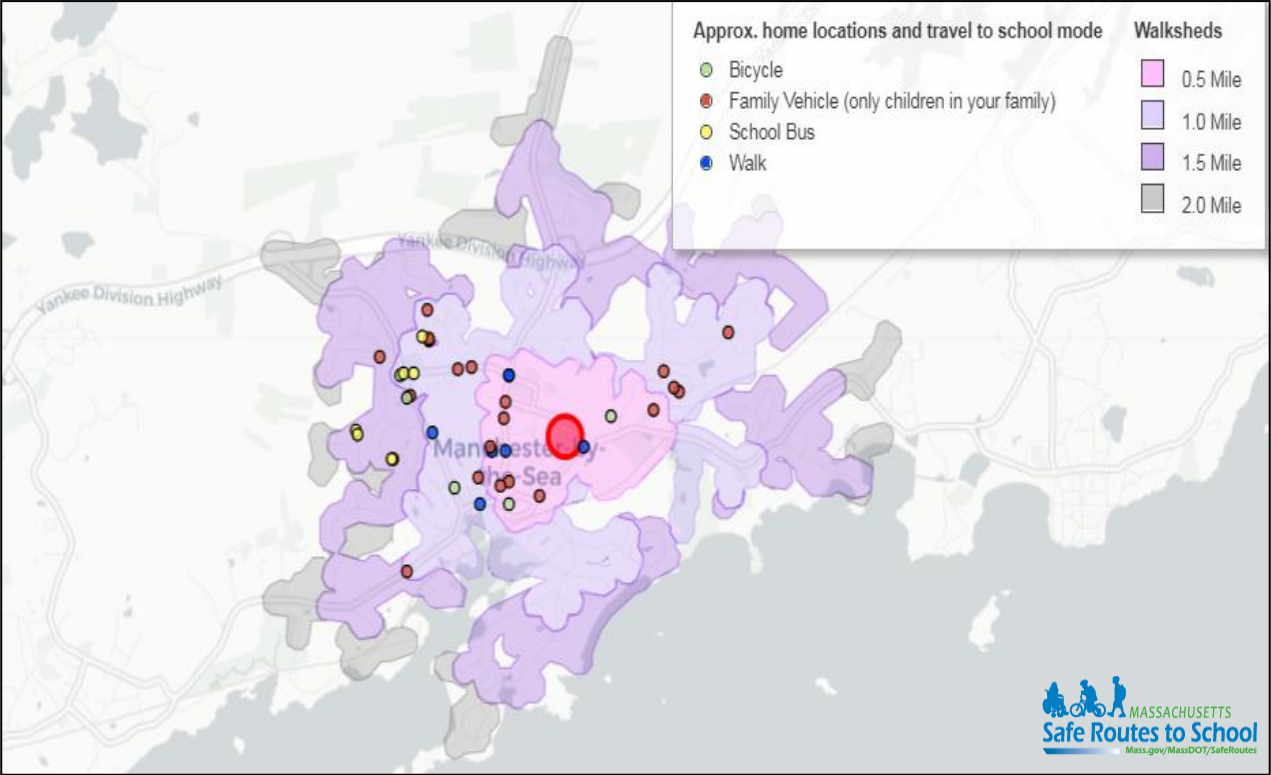 Approx. home locations and travel to school mode
Bicycle
Family Vehicle (only children in your family)
School Bus
Walk
Walksheds
0.5 Mile
1.0 Mile
1.5 Mile
2.0 Mile
Yankee Division Highway
Yankee Division Highway
Manchester-by-
the-Sea
MASSACHUSETTS
Safe Routes to School
Mass.gov/MassDOT/SafeRoutes